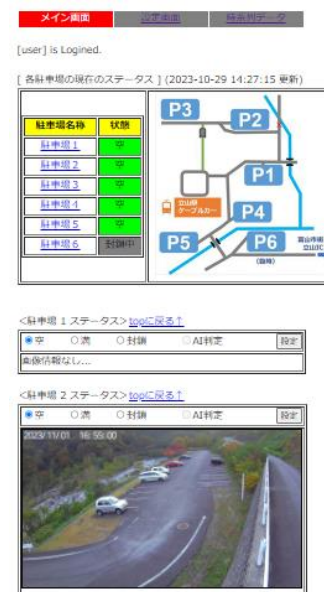 メイン画面 設定画面 時系列データ
[user] is Logined.
[ 各駐車場の現在のステータス ] (2023-10-29 14:27:15 更新)
駐車場名称 状態
駐車場1 空
駐車場2 空
駐車場3 空
駐車場4 空
駐車場5 空
駐車場6 封鎖中
P3
P2
P1
立山駅
ケーブルカー
P4
P5
P6
(臨時)
<駐車場 1 ステータス> topに戻る↑
空 満 封鎖 AI判定 設定
画像情報なし...
<駐車場 2 ステータス> topに戻る↑
空 満 封鎖 AI判定 設定
2023/11/01 16:55:00